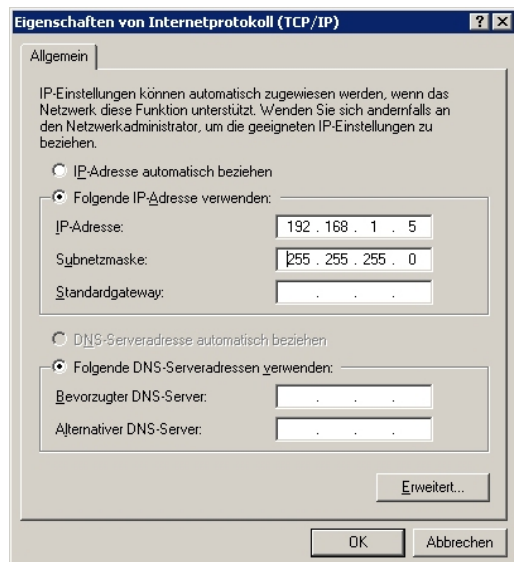 Eigenschaften von Internetprotokoll (TCP/IP)
Allgemein
IP-Einstellungen können automatisch zugewiesen werden, wenn das
Netzwerk diese Funktion unterstützt. Wenden Sie sich andernfalls an
den Netzwerkadministrator, um die geeigneten IP-Einstellungen zu
beziehen.
IP-Adresse automatisch beziehen
Folgende IP-Adresse verwenden:
IP-Adresse: 192 . 168 . 1 . 5
Subnetzmaske: 255 . 255 . 255 . 0
Standardgateway: . . .
DNS-Serveradresse automatisch beziehen
Folgende DNS-Serveradressen verwenden:
Bevorzugter DNS-Server: . . .
Alternativer DNS-Server: . . .
Erweitert...
OK Abbrechen